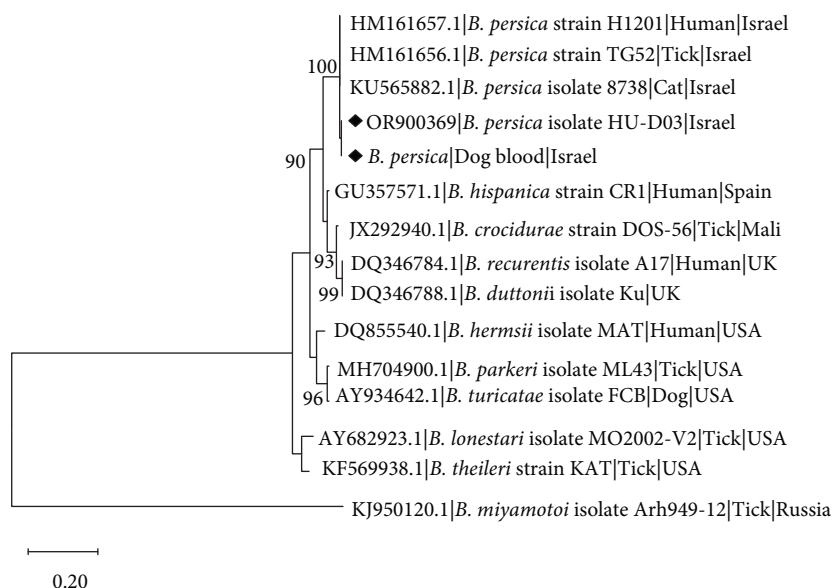 HM161657.1|B. persica strain H1201|Human|Israel
HM161656.1|B. persica strain TG52|Tick|Israel
100
KU565882.1|B. persica isolate 8738|Cat|Israel
◆OR900369|B. persica isolate HU-D03|Israel
◆ B. persica|Dog blood|Israel
90
GU357571.1|B. hispanica strain CR1|Human|Spain
JX292940.1|B. crocidurae strain DOS-56|Tick|Mali
93
DQ346784.1|B. recurentis isolate A17|Human|UK
99
DQ346788.1|B. duttonii isolate Ku|UK
DQ855540.1|B. hermsii isolate MAT|Human|USA
MH704900.1|B. parkeri isolate ML43|Tick|USA
96
AY934642.1|B. turicatae isolate FCB|Dog|USA
AY682923.1|B. lonestari isolate MO2002-V2|Tick|USA
KF569938.1|B. theileri strain KAT|Tick|USA
KJ950120.1|B. miyamotoi isolate Arh949-12|Tick|Russia
0.20